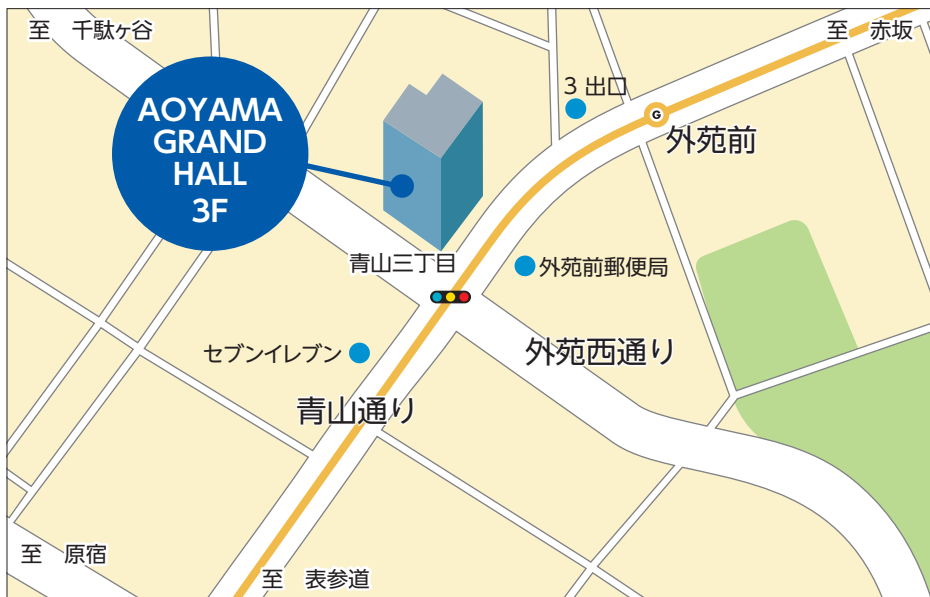 至 千駄ヶ谷
至 赤坂
AOYAMA
GRAND
HALL
3F
3 出口
G
外苑前
青山三丁目
外苑前郵便局
セブンイレブン
外苑西通り
青山通り
至 原宿
至 表参道